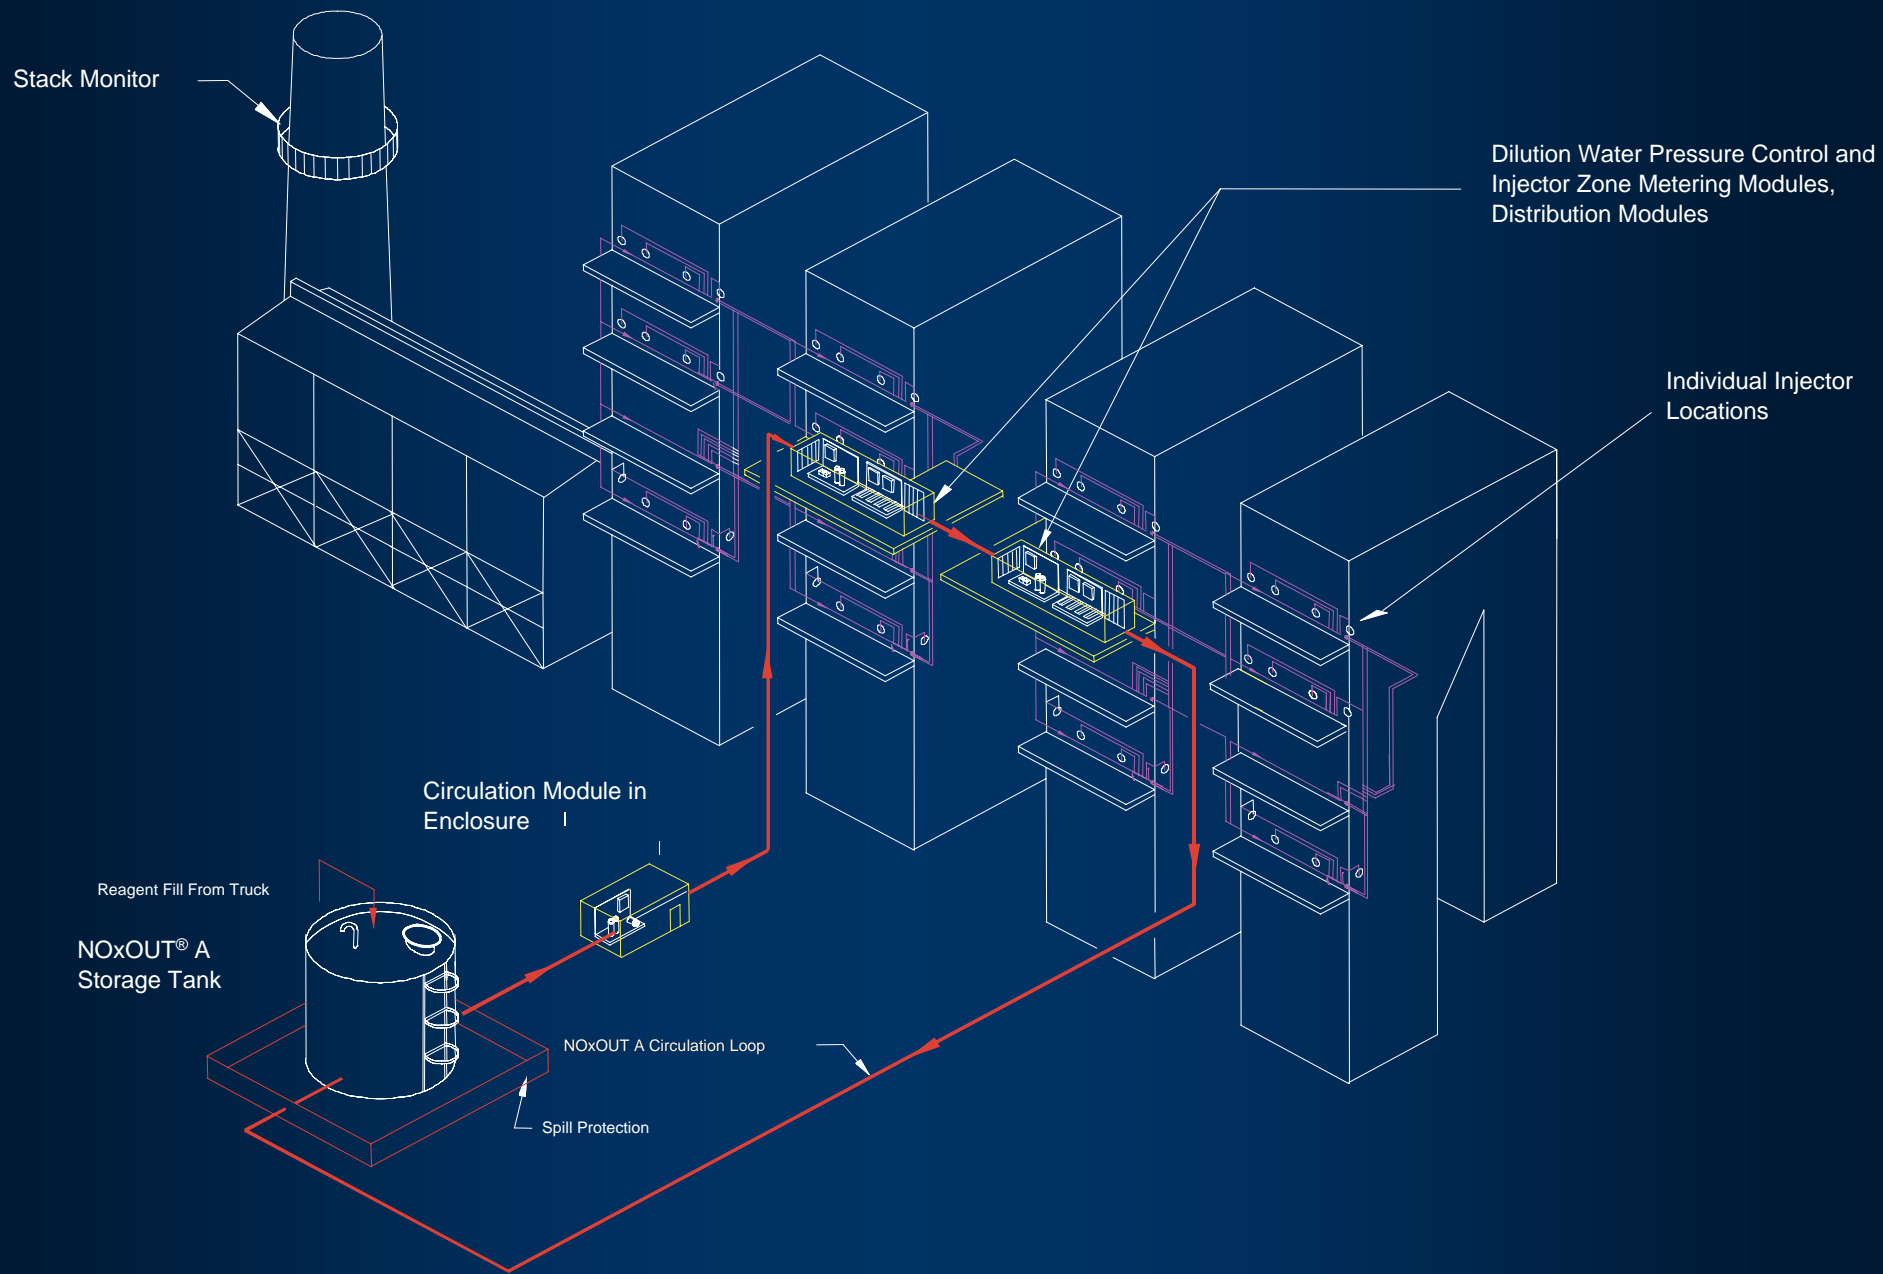 Stack Monitor
Dilution Water Pressure Control and
Injector Zone Metering Modules,
Distribution Modules
Individual Injector
Locations
Circulation Module in
Enclosure
Reagent Fill From Truck
NOxOUT® A
Storage Tank
NOxOUT A Circulation Loop
Spill Protection